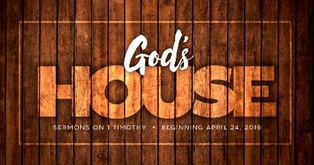 God's
HOUSE
SERMONS ON 1 TIMOTHY • BEGINNING APRIL 24, 2016